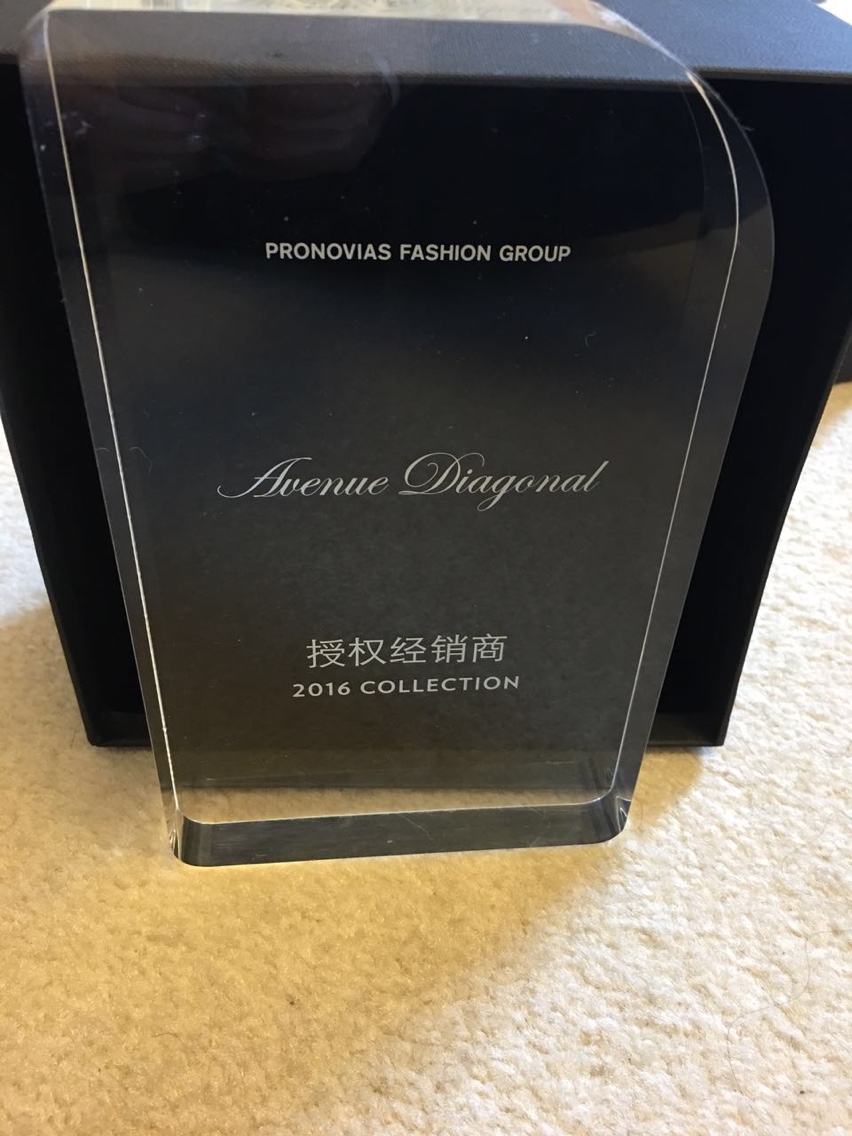 PRONOVIAS FASHION GROUP
Avenue Diagonal
授权经销商
2016 COLLECTION